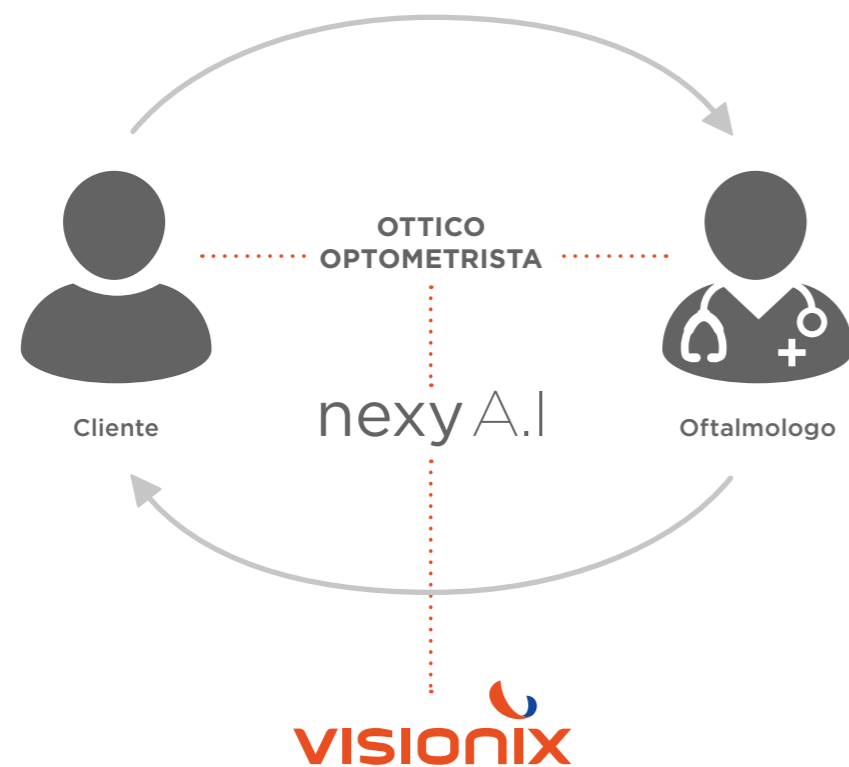 OTTICO
OPTOMETRISTA
Cliente
nexy A.I
Oftalmologo
VISIONIX